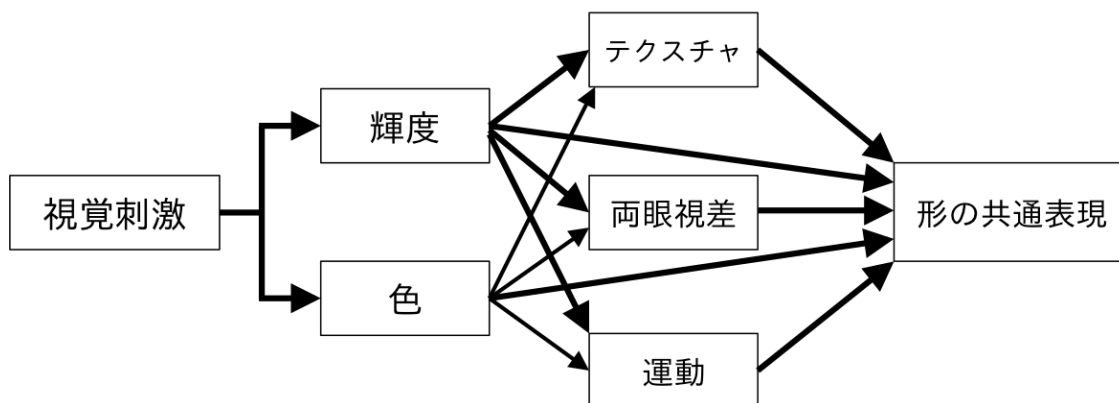 視覚刺激
輝度
色
テクスチャ
両眼視差
運動
形の共通表現